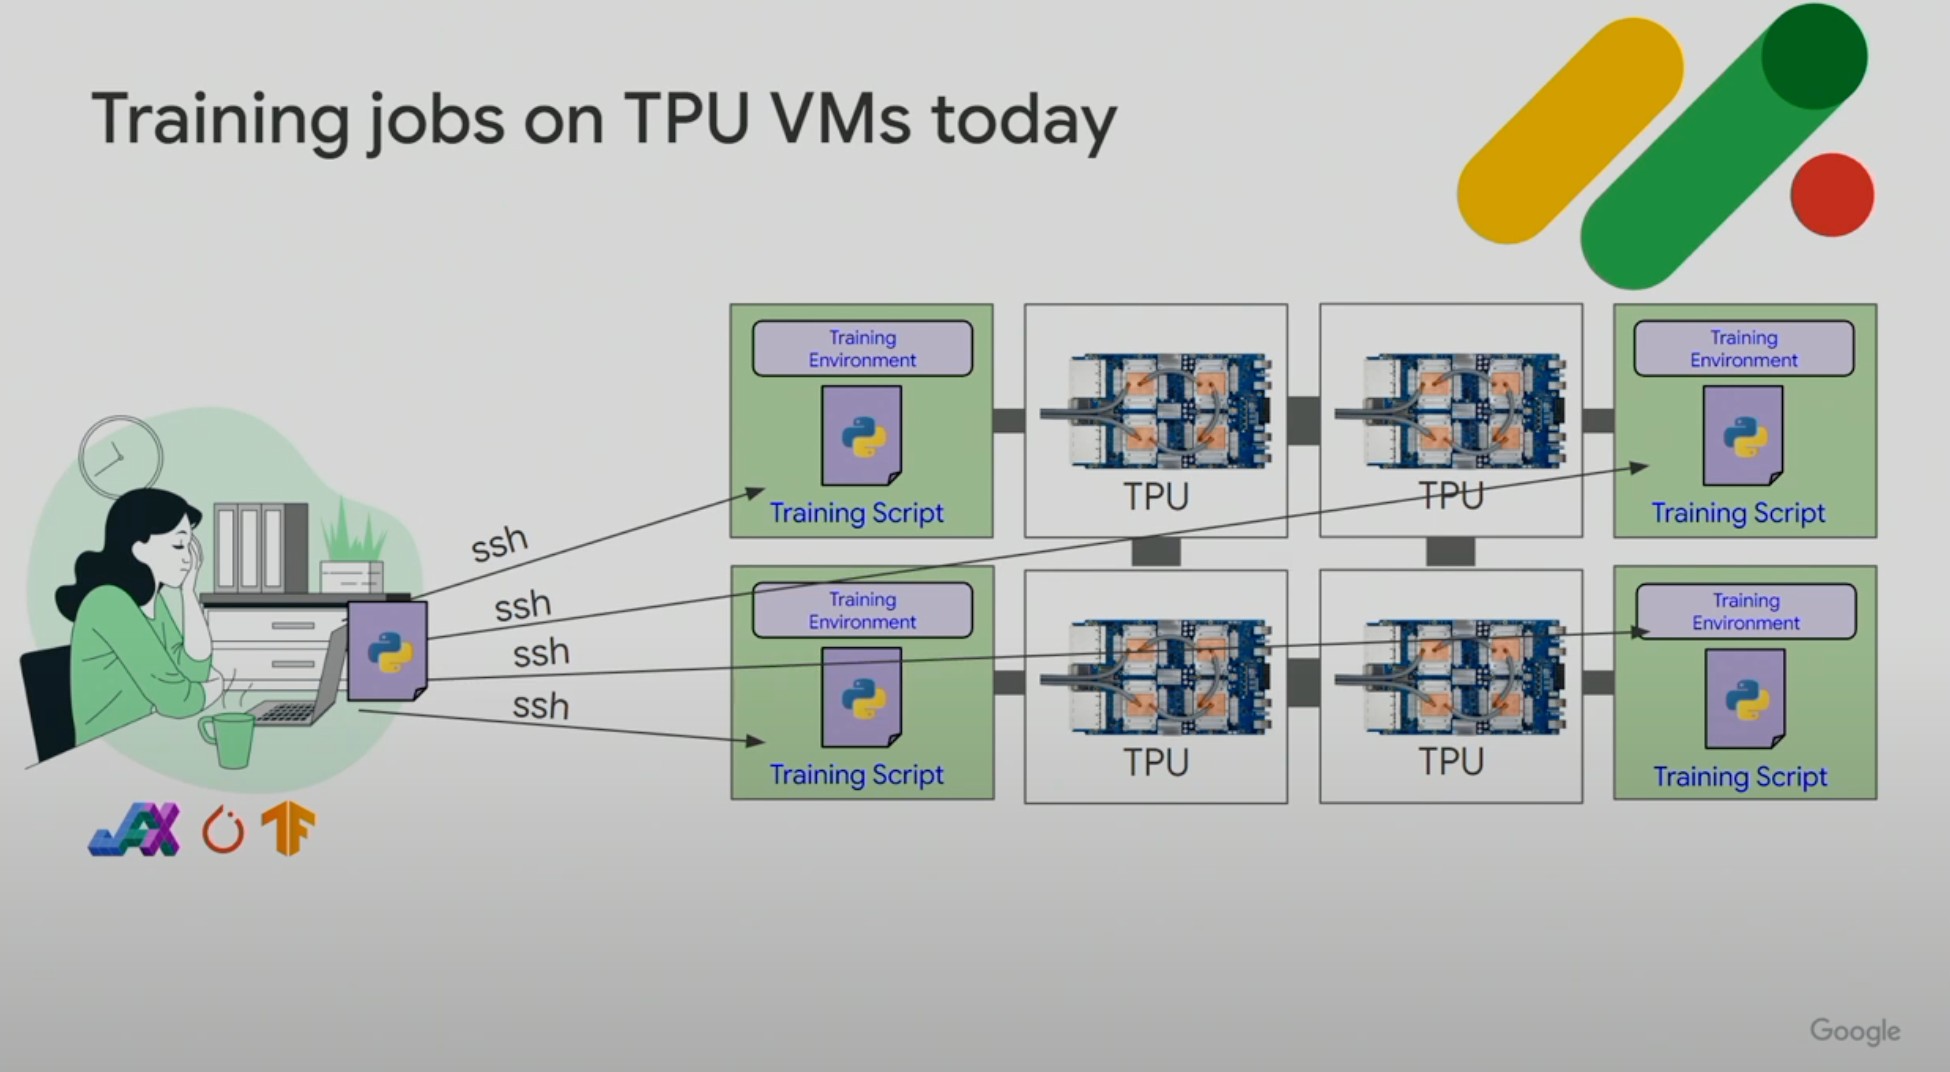 Training jobs on TPU VMs today
Training
Environment
Training Script
TPU
TPU
Training
Environment
Training Script
ssh
ssh
ssh
ssh
Training
Environment
Training Script
TPU
TPU
Training
Environment
Training Script
JAX
TF
Google